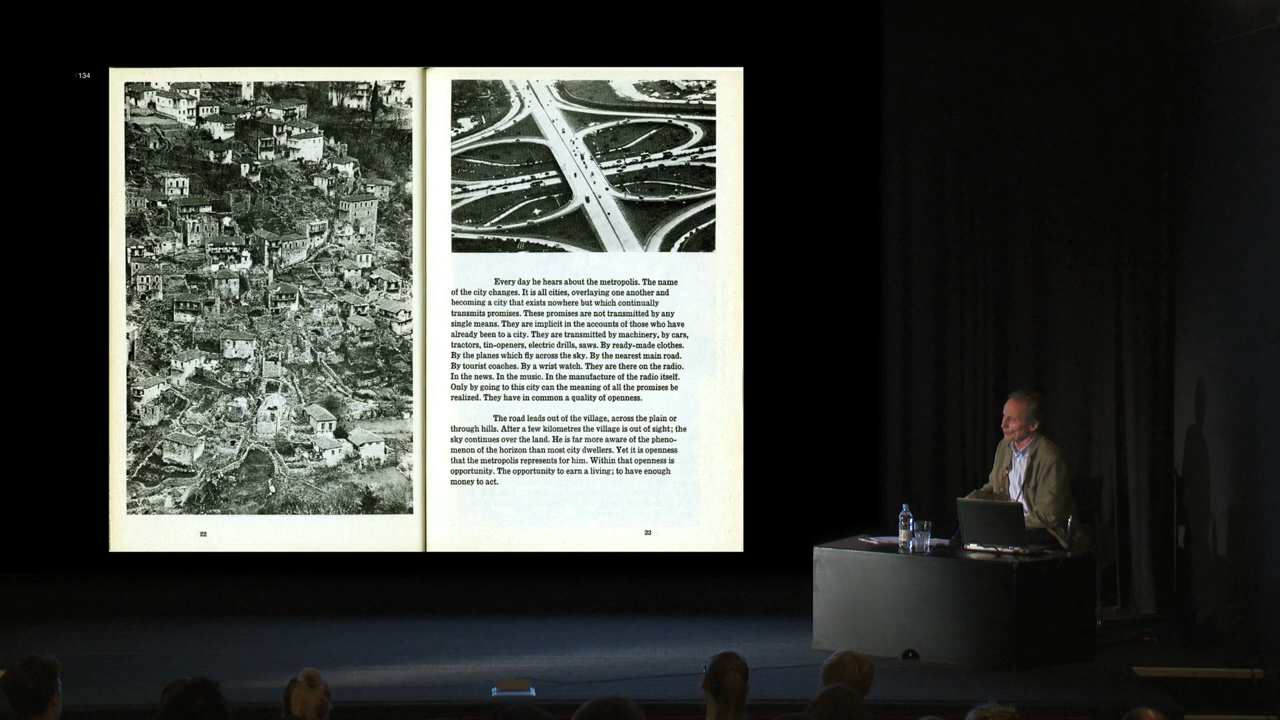 134
Every day he hears about the metropolis. The name
of the city changes. It is all cities, overlaying one another and
becoming a city that exists nowhere but which continually
transmits promises. These promises are not transmitted by any
single means. They are implicit in the accounts of those who have
already been to a city. They are transmitted by machinery, by cars,
tractors, tin-openers, electric drills, saws. By ready-made clothes.
By the planes which fly across the sky. By the nearest main road.
By tourist coaches. By a wrist watch. They are there on the radio.
In the news. In the music. In the manufacture of the radio itself.
Only by going to this city can the meaning of all the promises be
realized. They have in common a quality of openness.
The road leads out of the village, across the plain or
through hills. After a few kilometres the village is out of sight; the
sky continues over the land. He is far more aware of the pheno-
menon of the horizon than most city dwellers. Yet it is openness
that the metropolis represents for him. Within that openness is
opportunity. The opportunity to earn a living; to have enough
money to act.
22
23